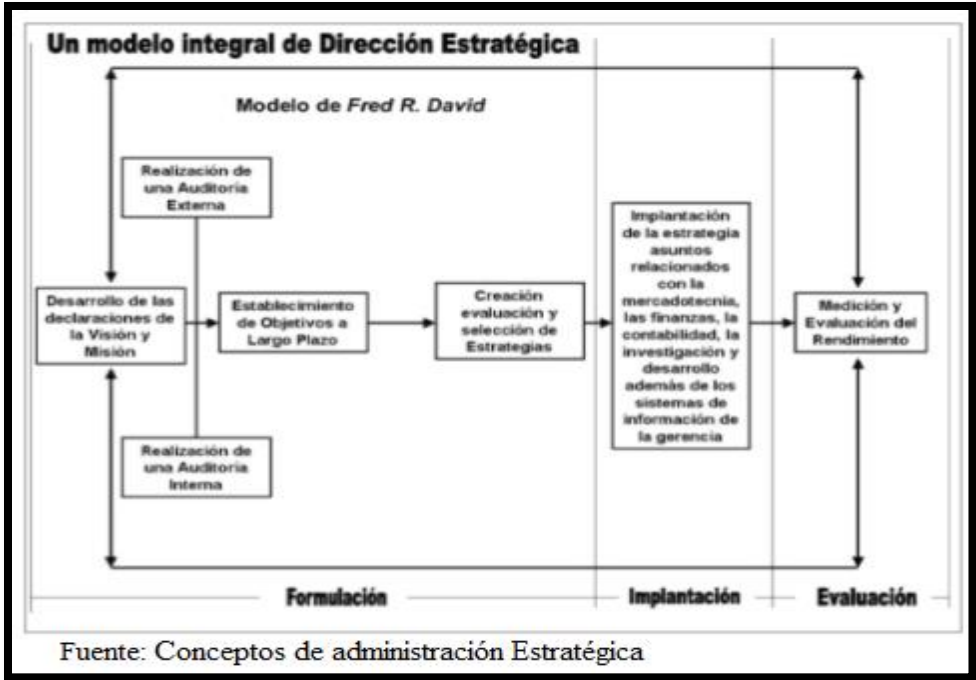 Un modelo integral de Dirección Estratégica
Modelo de Fred R. David
Realización de
una Auditoria
Externa
Desarrollo de las
declaraciones de
la Visión y
Misión
Establecimiento
de Objetivos a
Largo Plazo
Creación
evaluación y
selección de
Estrategias
Implantación
de la estrategia
asuntos
relacionados
con la
mercadotecnia,
las finanzas, la
contabilidad, la
investigación y
desarrollo
además de los
sistemas de
información de
la gerencia
Medición y
Evaluación del
Rendimiento
Realización de
una Auditoria
Interna
Formulación
Implantación
Evaluación
Fuente: Conceptos de administración Estratégica